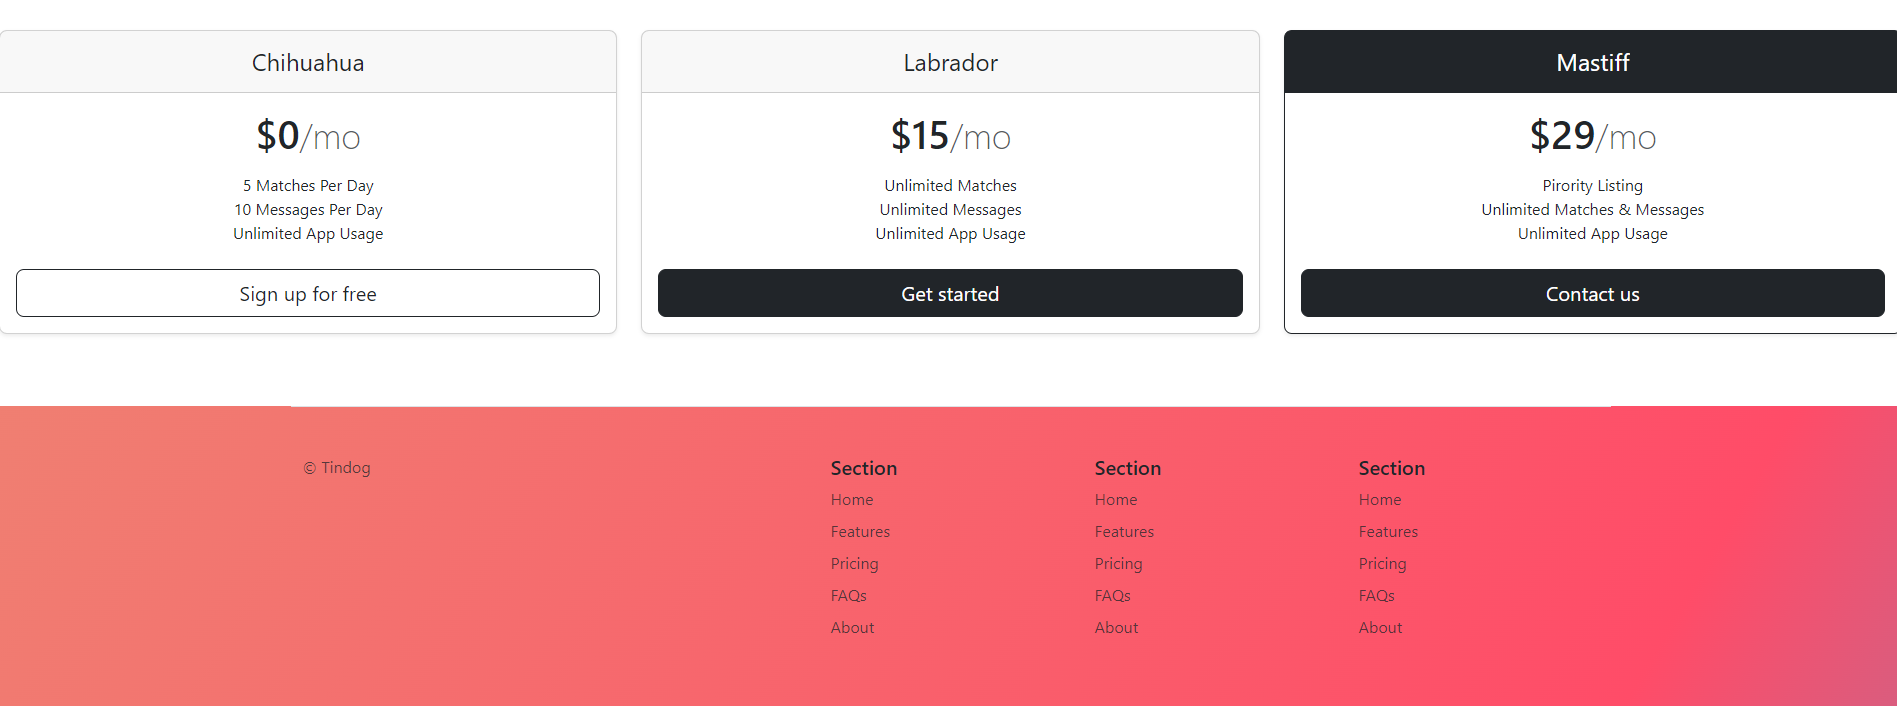 Chihuahua
$0/mo
5 Matches Per Day
10 Messages Per Day
Unlimited App Usage
Sign up for free
Labrador
$15/mo
Unlimited Matches
Unlimited Messages
Unlimited App Usage
Get started
Mastiff
$29/mo
Pirority Listing
Unlimited Matches & Messages
Unlimited App Usage
Contact us
© Tindog
Section
Home
Features
Pricing
FAQs
About
Section
Home
Features
Pricing
FAQs
About
Section
Home
Features
Pricing
FAQs
About